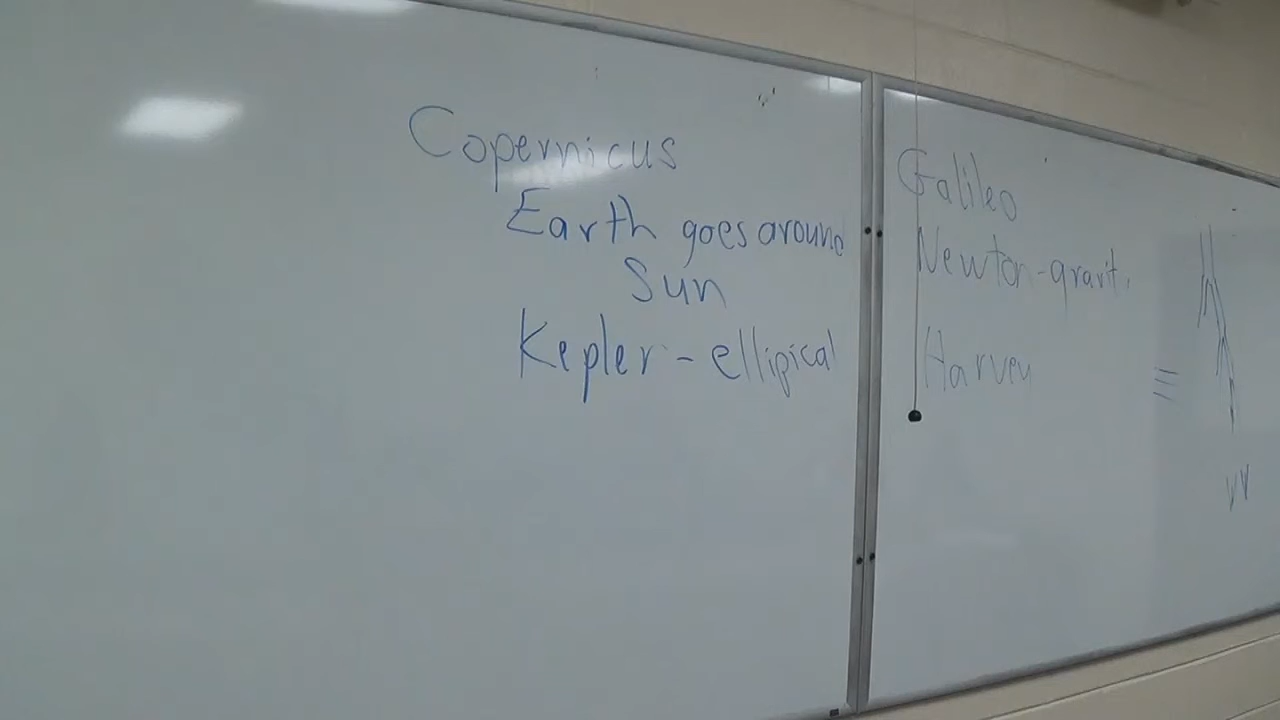 Copernicus
Earth goes around
Sun
Kepler - ellipical
Galileo
Newton - gravit
Harvey